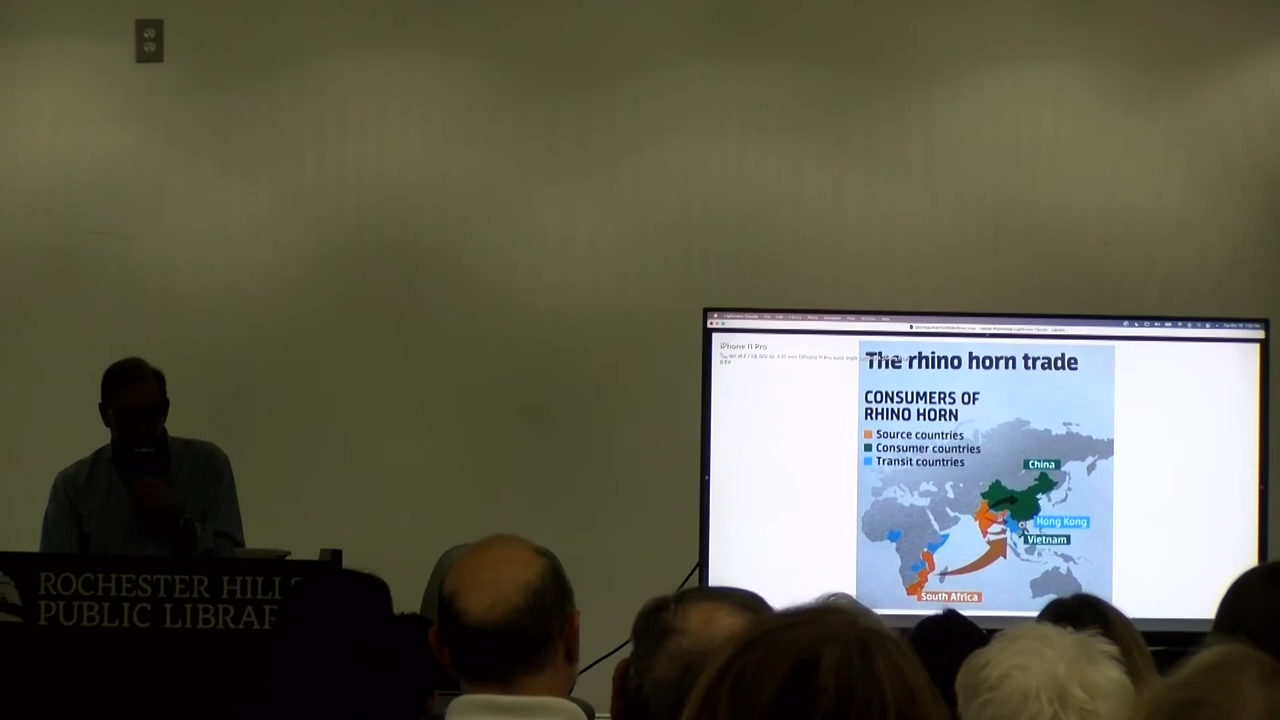 ROCHESTER HILLS
PUBLIC LIBRAR
iPhone 11 Pro
The rhino horn trade
CONSUMERS OF
RHINO HORN
Source countries
Consumer countries
Transit countries
China
Hong Kong
Vietnam
South Africa